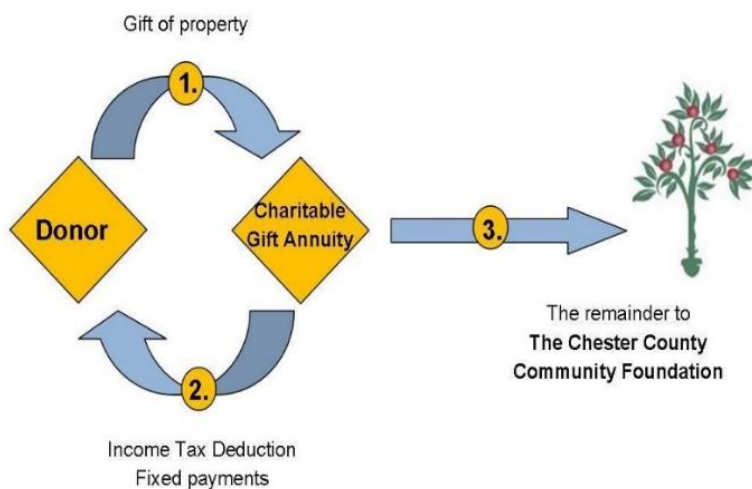 Gift of property
1.
Donor
Charitable
Gift Annuity
3.
2.
Income Tax Deduction
Fixed payments
The remainder to
The Chester County
Community Foundation